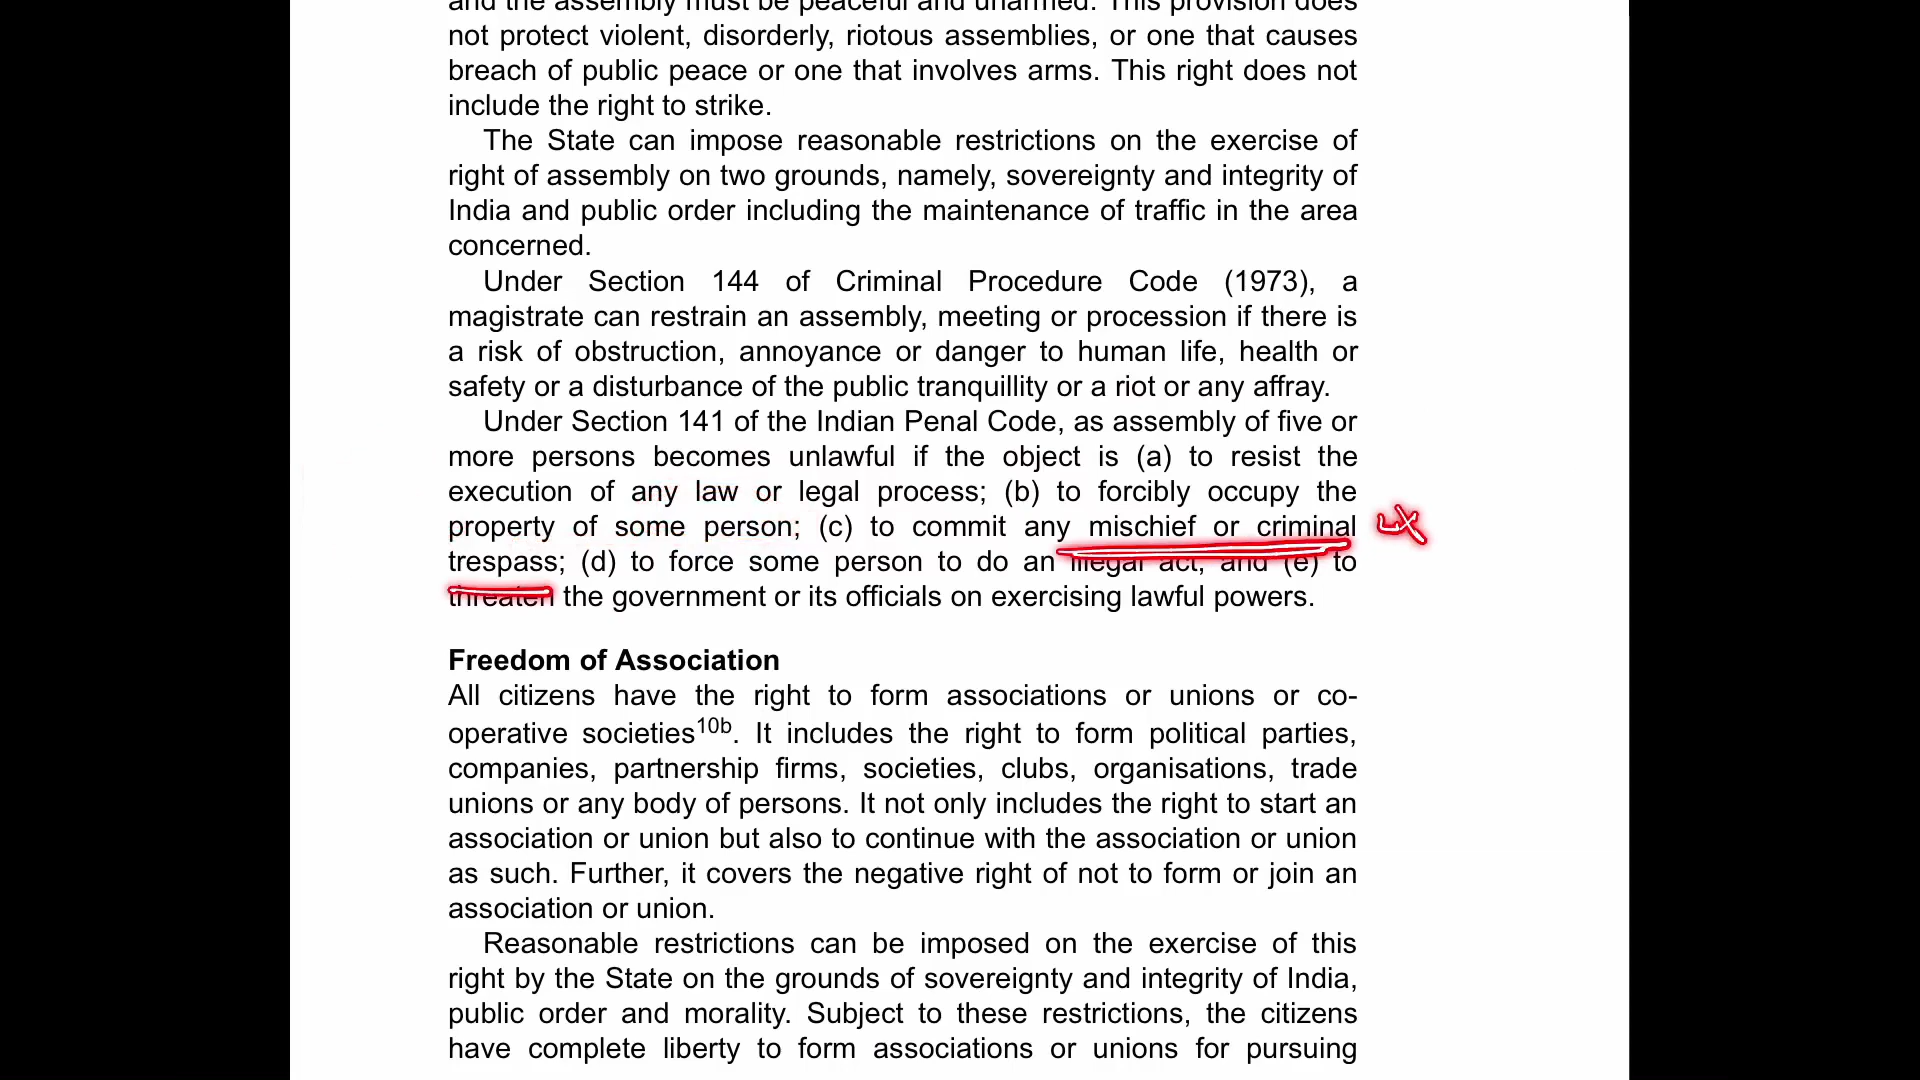 and the assembly must be peaceful and unarmed. This provision does
not protect violent, disorderly, riotous assemblies, or one that causes
breach of public peace or one that involves arms. This right does not
include the right to strike.
The State can impose reasonable restrictions on the exercise of
right of assembly on two grounds, namely, sovereignty and integrity of
India and public order including the maintenance of traffic in the area
concerned.
Under Section 144 of Criminal Procedure Code (1973), a
magistrate can restrain an assembly, meeting or procession if there is
a risk of obstruction, annoyance or danger to human life, health or
safety or a disturbance of the public tranquillity or a riot or any affray.
Under Section 141 of the Indian Penal Code, as assembly of five or
more persons becomes unlawful if the object is (a) to resist the
execution of any law or legal process; (b) to forcibly occupy the
property of some person; (c) to commit any mischief or criminal
trespass; (d) to force some person to do an illegal act; and (e) to
threaten the government or its officials on exercising lawful powers.
Freedom of Association
All citizens have the right to form associations or unions or co-
operative societies10b. It includes the right to form political parties,
companies, partnership firms, societies, clubs, organisations, trade
unions or any body of persons. It not only includes the right to start an
association or union but also to continue with the association or union
as such. Further, it covers the negative right of not to form or join an
association or union.
Reasonable restrictions can be imposed on the exercise of this
right by the State on the grounds of sovereignty and integrity of India,
public order and morality. Subject to these restrictions, the citizens
have complete liberty to form associations or unions for pursuing